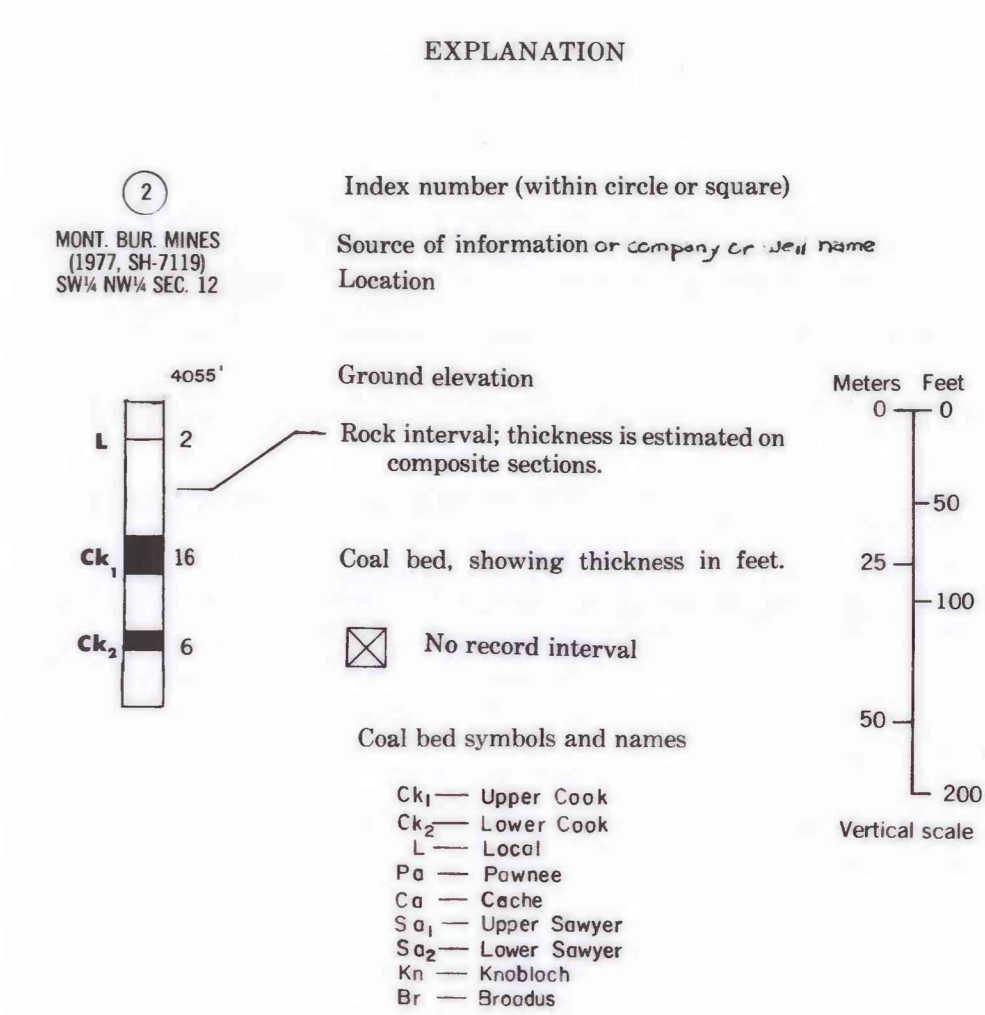 EXPLANATION
2
Index number (within circle or square)
MONT. BUR. MINES
(1977, SH-7119)
SW¼ NW¼ SEC. 12
Source of information or company or well name
Location
4055'
Ground elevation
L
2
Rock interval; thickness is estimated on
composite sections.
Ck₁
16
Coal bed, showing thickness in feet.
Ck₂
6
No record interval
Meters Feet
0 0
50
25
100
50
200
Vertical scale
Coal bed symbols and names
Ck₁ — Upper Cook
Ck₂ — Lower Cook
L — Local
Pa — Pawnee
Ca — Cache
Sa₁ — Upper Sawyer
Sa₂ — Lower Sawyer
Kn — Knobloch
Br — Broadus